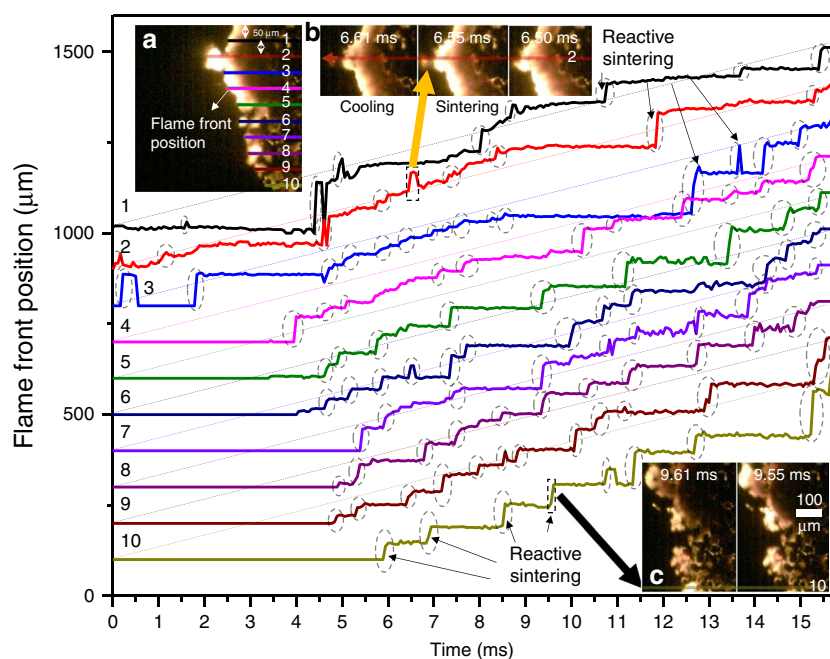 1500
1000
500
0
Flame front position (μm)
0 1 2 3 4 5 6 7 8 9 10 11 12 13 14 15
Time (ms)
a
50 μm
1
2
3
4
5
6
7
8
9
10
Flame front
position
b
6.61 ms
6.55 ms
6.50 ms
2
Cooling
Sintering
Reactive
sintering
1
2
3
4
5
6
7
8
9
10
Reactive
sintering
9.61 ms
9.55 ms
100
μm
c
10